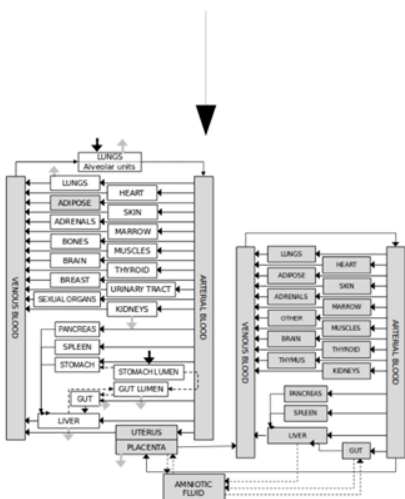 LUNGS
Alveolar units
LUNGS
HEART
ADIPOSE
SKIN
ADRENALS
MARROW
BONES
MUSCLES
BRAIN
THYROID
BREAST
URINARY TRACT
SEXUAL ORGANS
KIDNEYS
VENOUS BLOOD
ARTERIAL BLOOD
PANCREAS
SPLEEN
STOMACH
STOMACH LUMEN
GUT LUMEN
GUT
LIVER
UTERUS
PLACENTA
AMNIOTIC
FLUID
VENOUS BLOOD
ARTERIAL BLOOD
LUNGS
HEART
ADIPOSE
SKIN
ADRENALS
MARROW
OTHER
MUSCLES
BRAIN
THYROID
THYMUS
KIDNEYS
PANCREAS
SPLEEN
LIVER
GUT